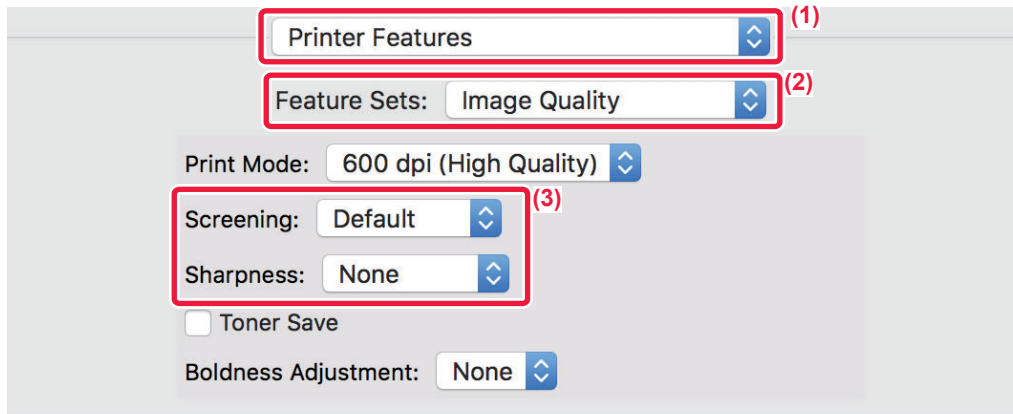 Printer Features (1)
Feature Sets: Image Quality (2)
Print Mode: 600 dpi (High Quality)
(3)
Screening: Default
Sharpness: None
Toner Save
Boldness Adjustment: None